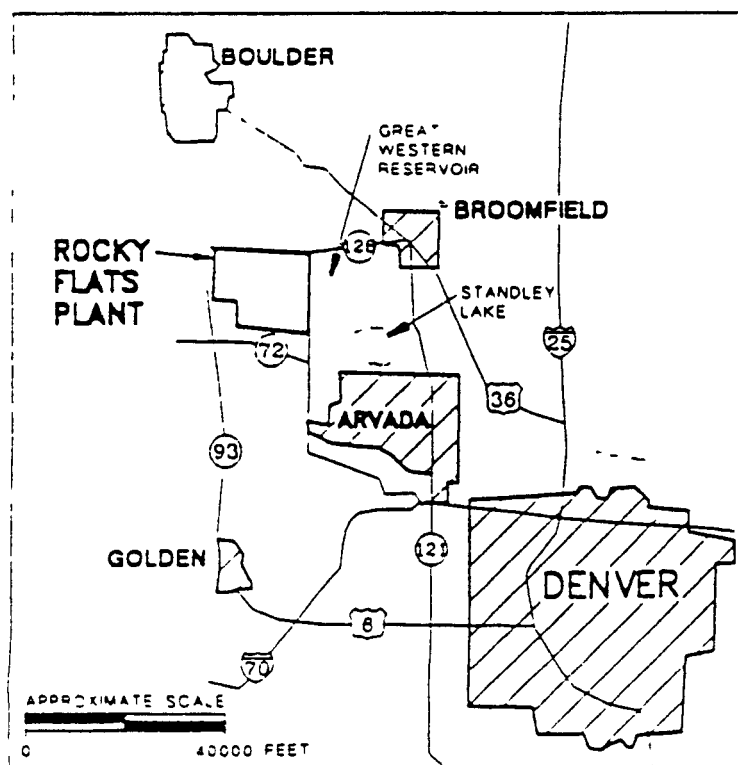 BOULDER
GREAT
WESTERN
RESERVOIR
BROOMFIELD
128
ROCKY
FLATS
PLANT
STANDLEY
LAKE
72
25
36
ARVADA
93
GOLDEN
121
DENVER
6
70
APPROXIMATE SCALE
0
40000 FEET